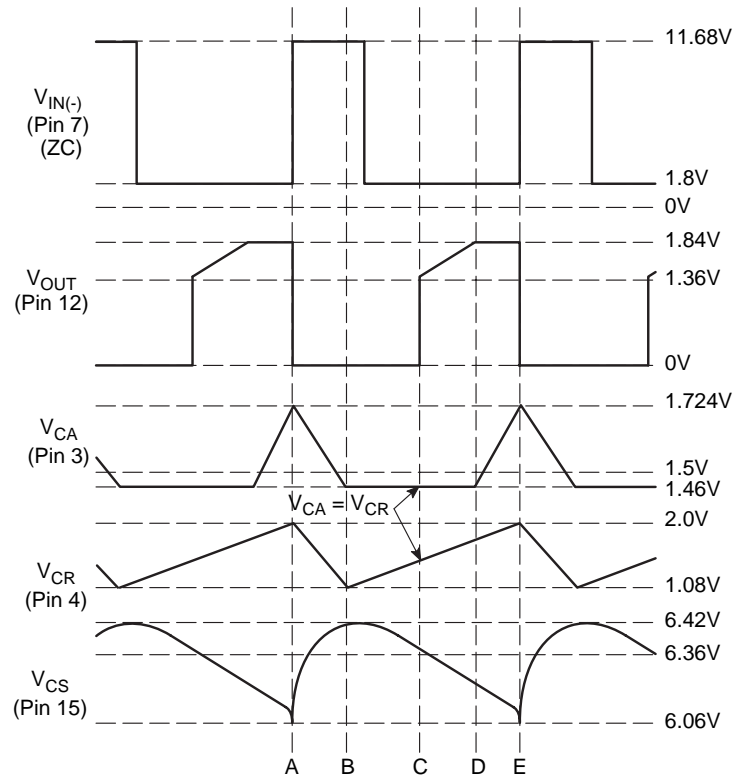 11.68V
V_IN(-)
(Pin 7)
(ZC)
1.8V
0V
1.84V
V_OUT
(Pin 12)
1.36V
0V
1.724V
V_CA
(Pin 3)
1.5V
1.46V
V_CA = V_CR
2.0V
V_CR
(Pin 4)
1.08V
6.42V
6.36V
V_CS
(Pin 15)
6.06V
A B C D E